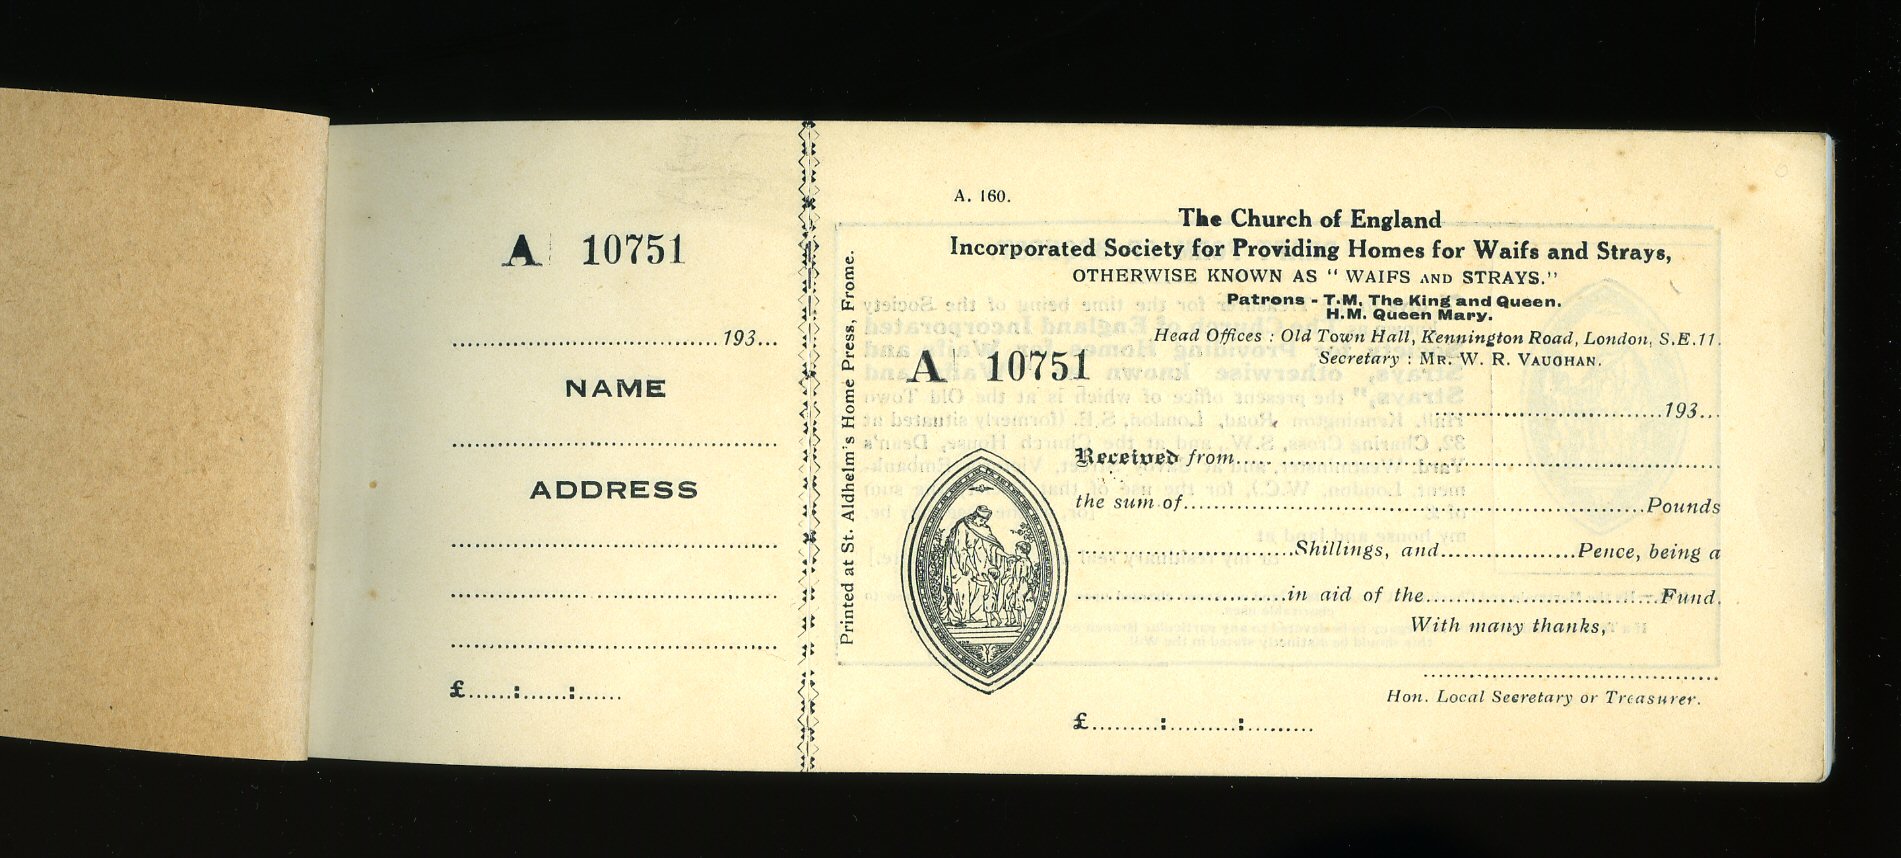 A 10751
...........................................193...
NAME
ADDRESS
£......:......:......
Printed at St. Aldhelm's Home Press, Frome.
A. 160.
The Church of England
Incorporated Society for Providing Homes for Waifs and Strays,
OTHERWISE KNOWN AS “ WAIFS AND STRAYS.”
Patrons - T.M. The King and Queen.
H.M. Queen Mary.
Head Offices : Old Town Hall, Kennington Road, London, S.E.11.
Secretary : MR. W. R. VAUGHAN.
A 10751
......................................193...
Received from...............................................................
the sum of............................................................Pounds
............................Shillings, and.................Pence, being a
............................in aid of the..............................Fund.
With many thanks,
Hon. Local Secretary or Treasurer.
£.........:.........:.........